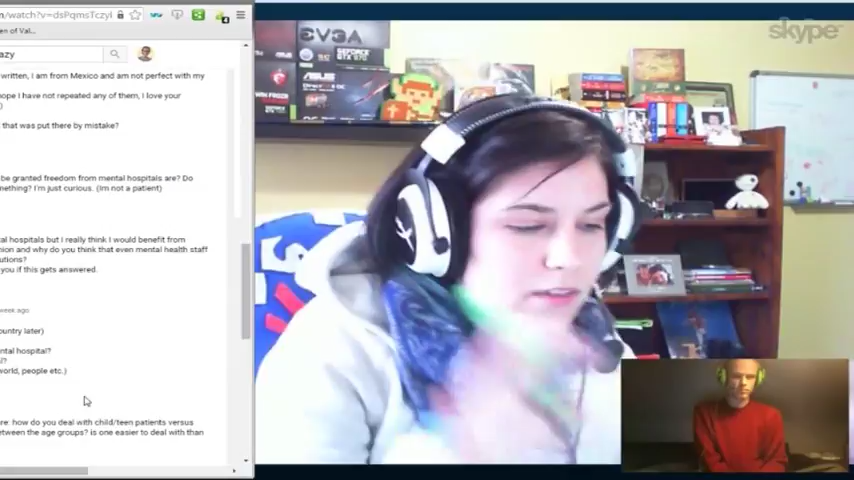 n/watch?v=dsPqmsTczyI
en of Val...
azy
written, I am from Mexico and am not perfect with my
hope I have not repeated any of them, I love your
)
that was put there by mistake?
be granted freedom from mental hospitals are? Do
mething? I'm just curious. (Im not a patient)
tal hospitals but i really think I would benefit from
nion and why do you think that even mental health staff
utions?
you if this gets answered.
week ago
ountry later)
ntal hospital?
l?
world, people etc.)
re: how do you deal with child/teen patients versus
etween the age groups? is one easier to deal with than
EVGA
GEFORCE
ASUS
skype